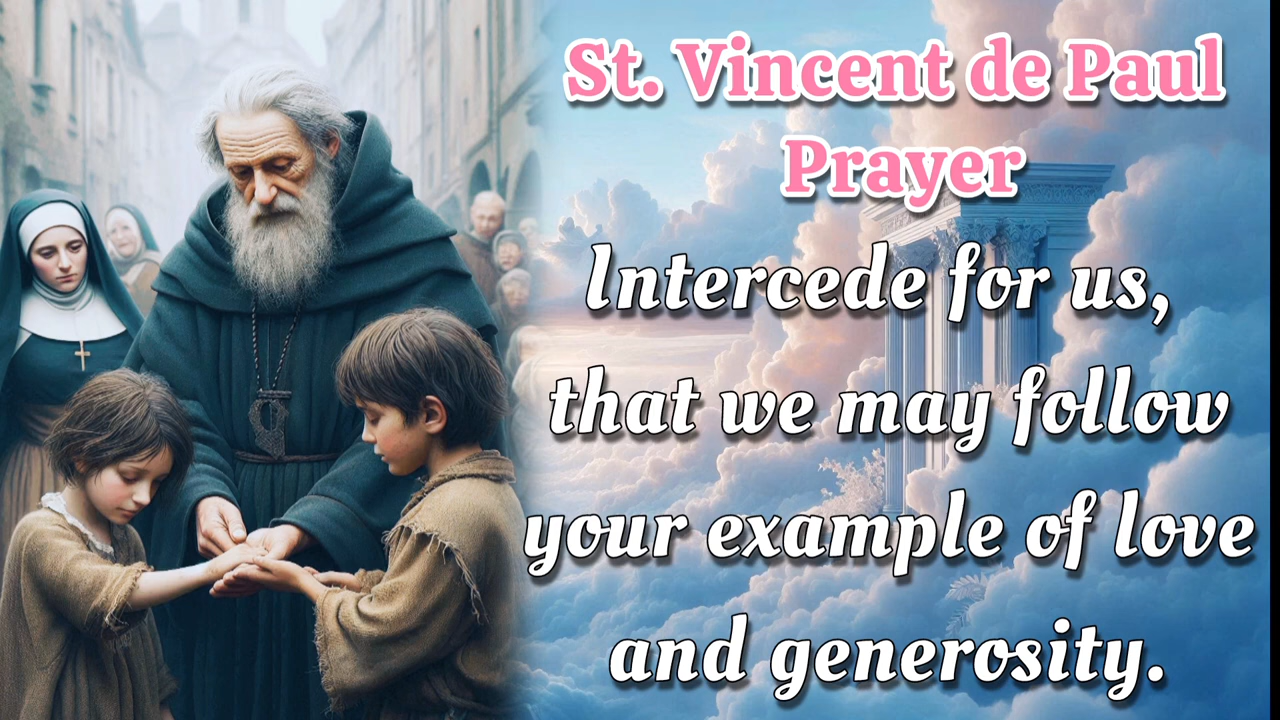 St. Vincent de Paul
Prayer
Intercede for us,
that we may follow
your example of love
and generosity.